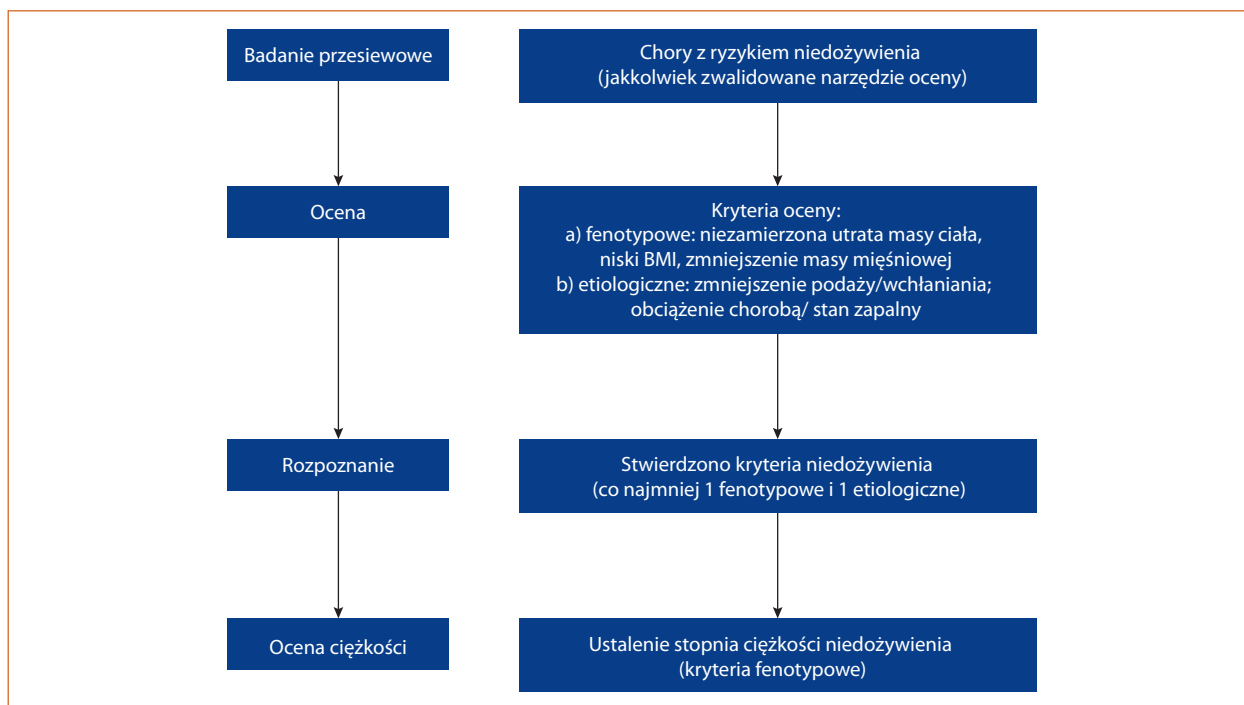 Badanie przesiewowe
Chory z ryzykiem niedożywienia
(jakkolwiek zwalidowane narzędzie oceny)
Ocena
Kryteria oceny:
a) fenotypowe: niezamierzona utrata masy ciała,
niski BMI, zmniejszenie masy mięśniowej
b) etiologiczne: zmniejszenie podaży/wchłaniania;
obciążenie chorobą/ stan zapalny
Rozpoznanie
Stwierdzono kryteria niedożywienia
(co najmniej 1 fenotypowe i 1 etiologiczne)
Ocena ciężkości
Ustalenie stopnia ciężkości niedożywienia
(kryteria fenotypowe)